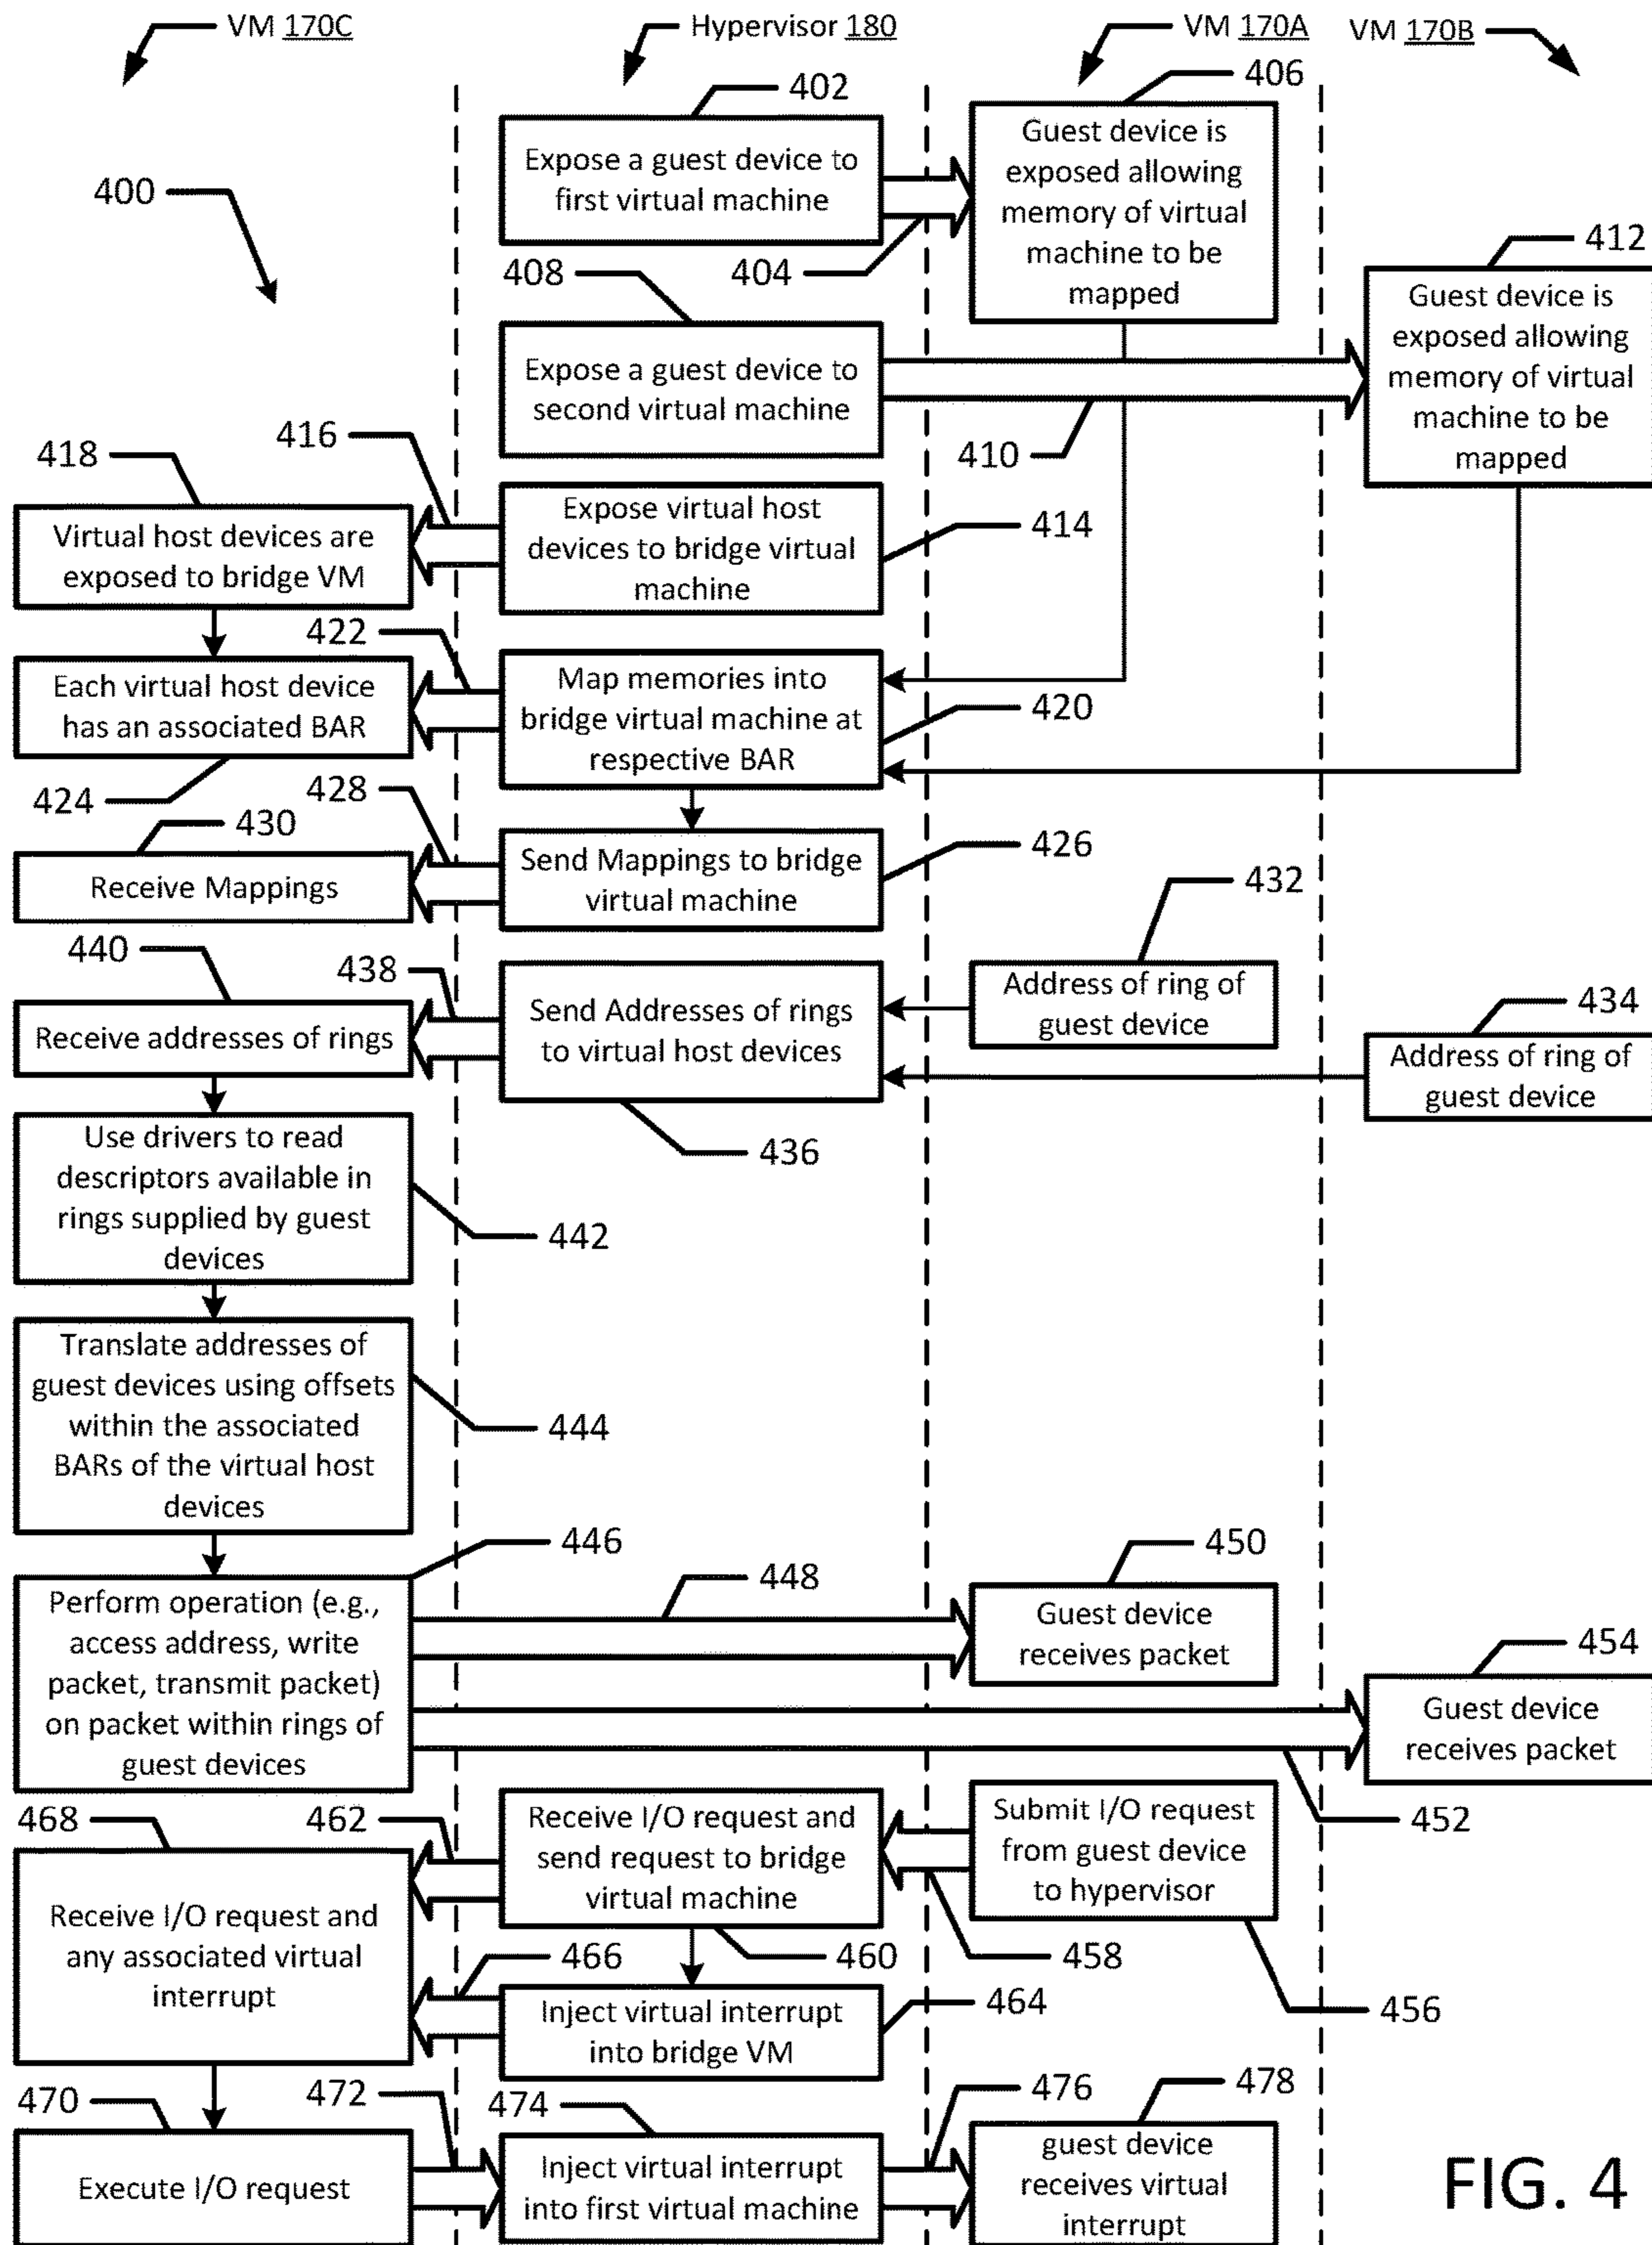 VM 170C
Hypervisor 180
VM 170A
VM 170B
402
406
Expose a guest device to
first virtual machine
Guest device is
exposed allowing
memory of virtual
machine to be
mapped
400
404
412
408
Guest device is
exposed allowing
memory of virtual
machine to be
mapped
Expose a guest device to
second virtual machine
410
416
418
Expose virtual host
devices to bridge virtual
machine
414
Virtual host devices are
exposed to bridge VM
422
Each virtual host device
has an associated BAR
Map memories into
bridge virtual machine at
respective BAR
420
424
428
430
Receive Mappings
Send Mappings to bridge
virtual machine
426
432
440
438
Receive addresses of rings
Send Addresses of rings
to virtual host devices
Address of ring of
guest device
434
Address of ring of
guest device
436
Use drivers to read
descriptors available in
rings supplied by guest
devices
442
Translate addresses of
guest devices using offsets
within the associated
BARs of the virtual host
devices
444
446
448
450
Perform operation (e.g.,
access address, write
packet, transmit packet)
on packet within rings of
guest devices
Guest device
receives packet
454
Guest device
receives packet
452
468
462
Receive I/O request and
send request to bridge
virtual machine
Submit I/O request
from guest device
to hypervisor
Receive I/O request and
any associated virtual
interrupt
466
460
458
456
Inject virtual interrupt
into bridge VM
464
470
472
474
476
478
Execute I/O request
Inject virtual interrupt
into first virtual machine
guest device
receives virtual
interrupt
FIG. 4